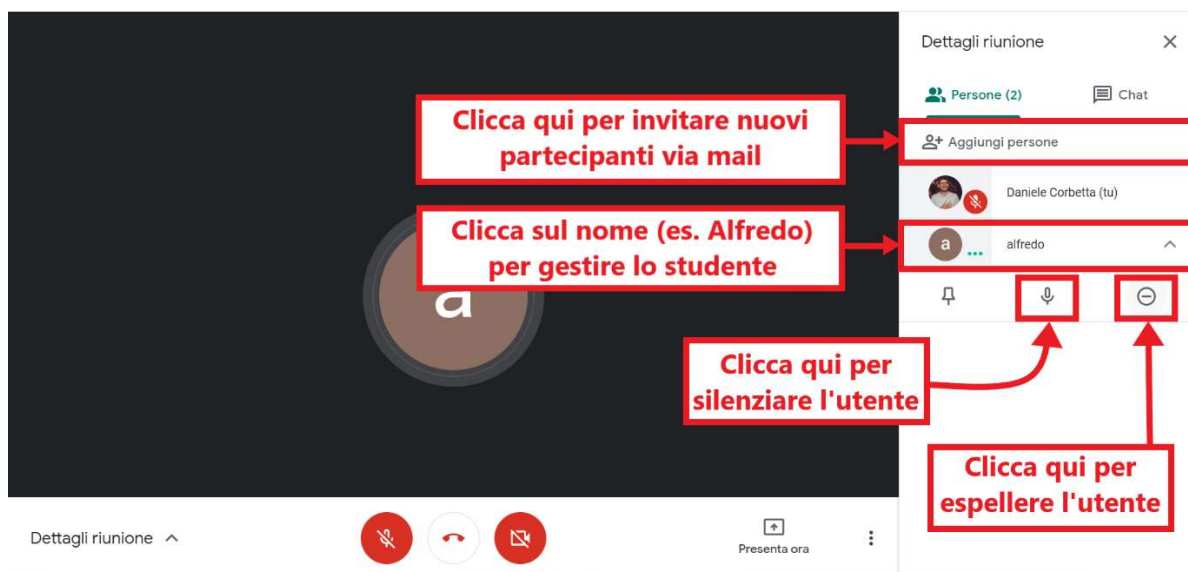 Dettagli riunione
Persone (2)
Chat
Clicca qui per invitare nuovi
partecipanti via mail
Aggiungi persone
Daniele Corbetta (tu)
Clicca sul nome (es. Alfredo)
per gestire lo studente
a
alfredo
a
Clicca qui per
silenziare l'utente
Clicca qui per
espellere l'utente
Dettagli riunione
Presenta ora